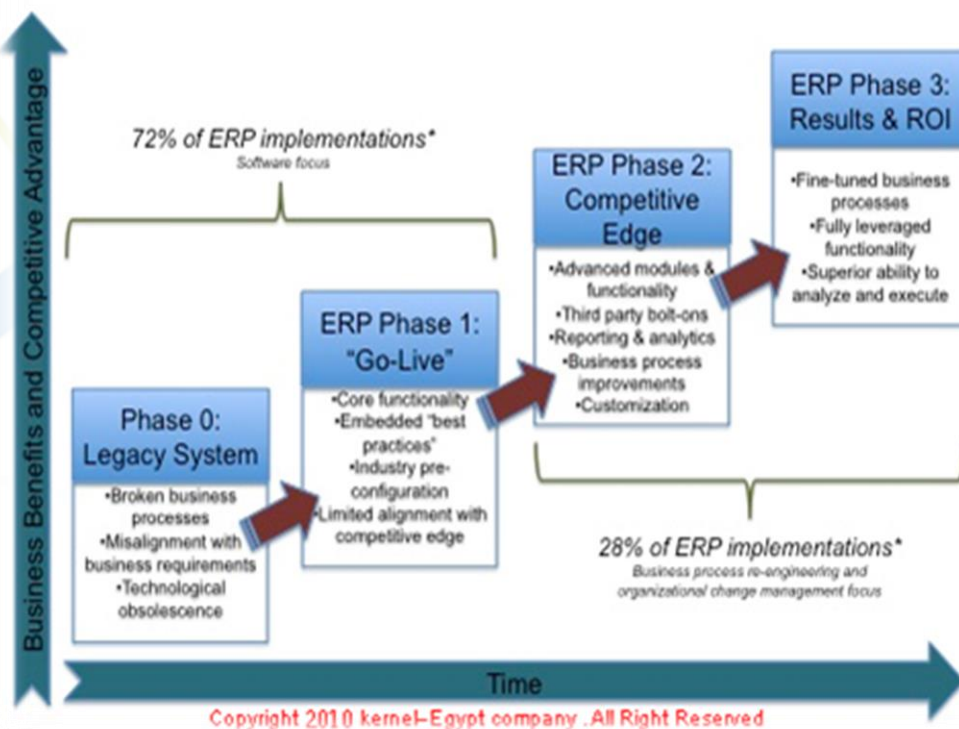 Business Benefits and Competitive Advantage
72% of ERP implementations*
Software focus
Phase 0:
Legacy System
•Broken business
processes
•Misalignment with
business requirements
•Technological
obsolescence
ERP Phase 1:
"Go-Live"
•Core functionality
•Embedded "best
practices"
•Industry pre-
configuration
•Limited alignment with
competitive edge
ERP Phase 2:
Competitive
Edge
•Advanced modules &
functionality
•Third party bolt-ons
•Reporting & analytics
•Business process
improvements
•Customization
ERP Phase 3:
Results & ROI
•Fine-tuned business
processes
•Fully leveraged
functionality
•Superior ability to
analyze and execute
28% of ERP implementations*
Business process re-engineering and
organizational change management focus
Time
Copyright 2010 kernel-Egypt company .All Right Reserved